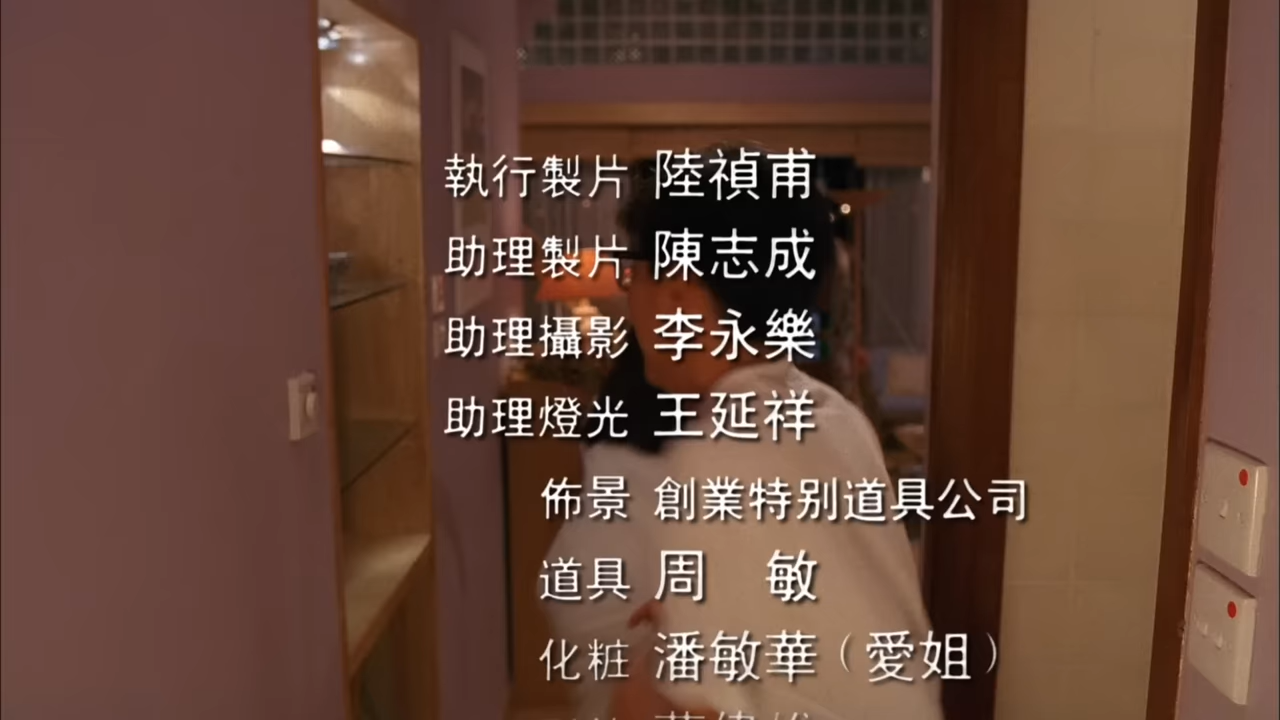 執行製片 陸禎甫
助理製片 陳志成
助理攝影 李永樂
助理燈光 王延祥
佈景 創業特别道具公司
道具 周 敏
化粧 潘敏華（愛姐）